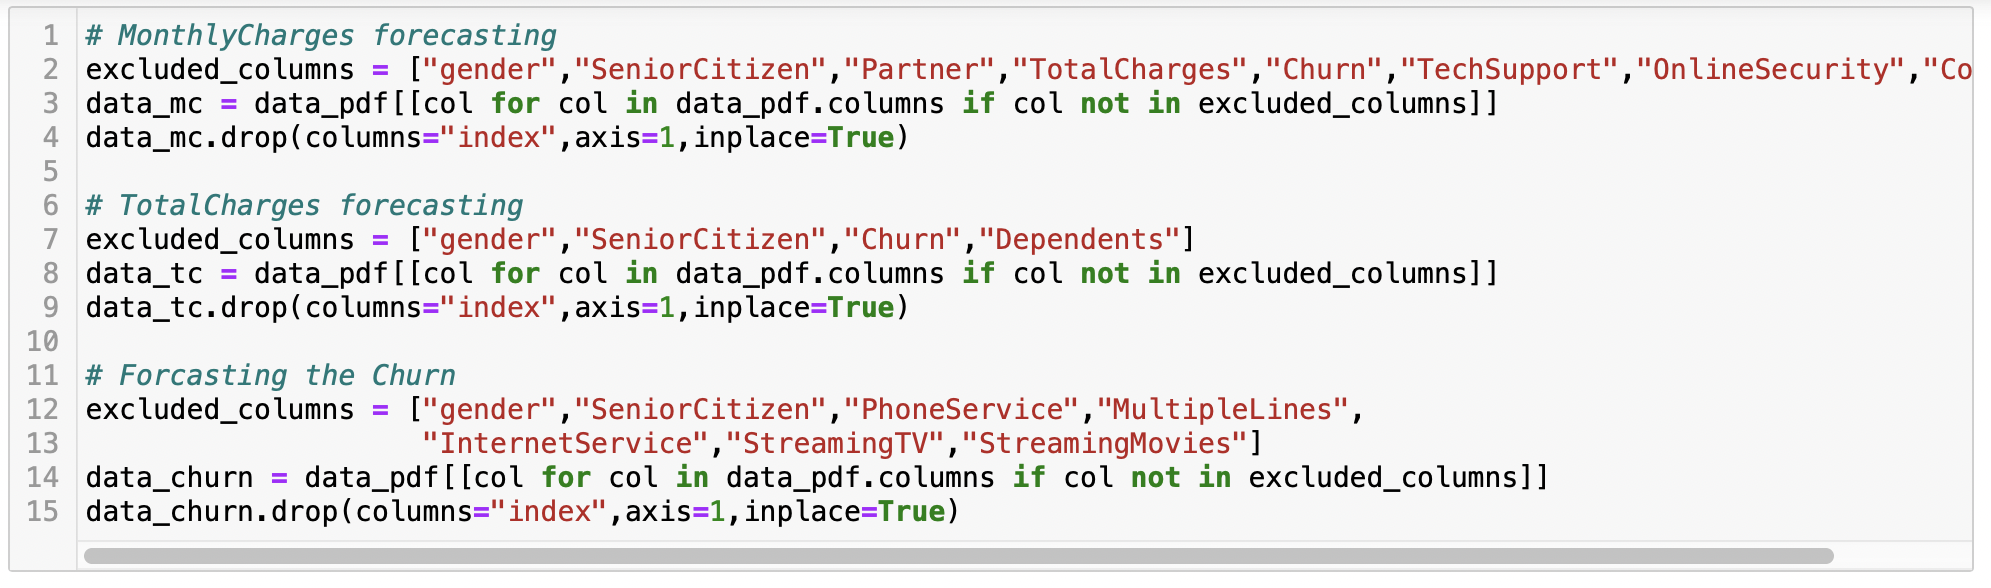 1 # MonthlyCharges forecasting
2 excluded_columns = ["gender","SeniorCitizen","Partner","TotalCharges","Churn","TechSupport","OnlineSecurity","Co
3 data_mc = data_pdf[[col for col in data_pdf.columns if col not in excluded_columns]]
4 data_mc.drop(columns="index",axis=1,inplace=True)
5
6 # TotalCharges forecasting
7 excluded_columns = ["gender","SeniorCitizen","Churn","Dependents"]
8 data_tc = data_pdf[[col for col in data_pdf.columns if col not in excluded_columns]]
9 data_tc.drop(columns="index",axis=1,inplace=True)
10
11 # Forcasting the Churn
12 excluded_columns = ["gender","SeniorCitizen","PhoneService","MultipleLines",
13                     "InternetService","StreamingTV","StreamingMovies"]
14 data_churn = data_pdf[[col for col in data_pdf.columns if col not in excluded_columns]]
15 data_churn.drop(columns="index",axis=1,inplace=True)